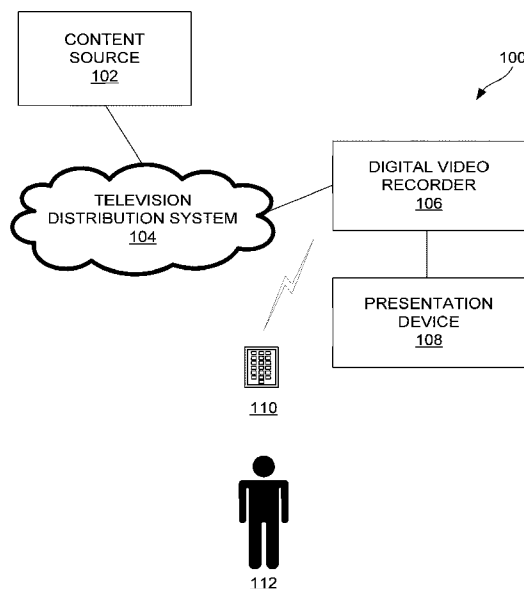 CONTENT
SOURCE
102
100
TELEVISION
DISTRIBUTION SYSTEM
104
DIGITAL VIDEO
RECORDER
106
PRESENTATION
DEVICE
108
110
112